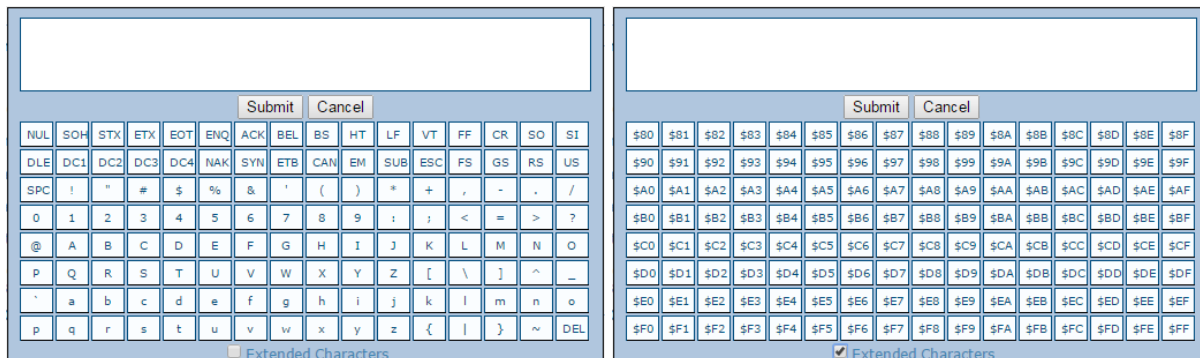 Submit Cancel
NUL SOH STX ETX EOT ENQ ACK BEL BS HT LF VT FF CR SO SI
DLE DC1 DC2 DC3 DC4 NAK SYN ETB CAN EM SUB ESC FS GS RS US
SPC ! " # $ % & ' ( ) * + , - . /
0 1 2 3 4 5 6 7 8 9 : ; < = > ?
@ A B C D E F G H I J K L M N O
P Q R S T U V W X Y Z [ \ ] ^ _
` a b c d e f g h i j k l m n o
p q r s t u v w x y z { | } ~ DEL
Extended Characters
Submit Cancel
$80 $81 $82 $83 $84 $85 $86 $87 $88 $89 $8A $8B $8C $8D $8E $8F
$90 $91 $92 $93 $94 $95 $96 $97 $98 $99 $9A $9B $9C $9D $9E $9F
$A0 $A1 $A2 $A3 $A4 $A5 $A6 $A7 $A8 $A9 $AA $AB $AC $AD $AE $AF
$B0 $B1 $B2 $B3 $B4 $B5 $B6 $B7 $B8 $B9 $BA $BB $BC $BD $BE $BF
$C0 $C1 $C2 $C3 $C4 $C5 $C6 $C7 $C8 $C9 $CA $CB $CC $CD $CE $CF
$D0 $D1 $D2 $D3 $D4 $D5 $D6 $D7 $D8 $D9 $DA $DB $DC $DD $DE $DF
$E0 $E1 $E2 $E3 $E4 $E5 $E6 $E7 $E8 $E9 $EA $EB $EC $ED $EE $EF
$F0 $F1 $F2 $F3 $F4 $F5 $F6 $F7 $F8 $F9 $FA $FB $FC $FD $FE $FF
Extended Characters